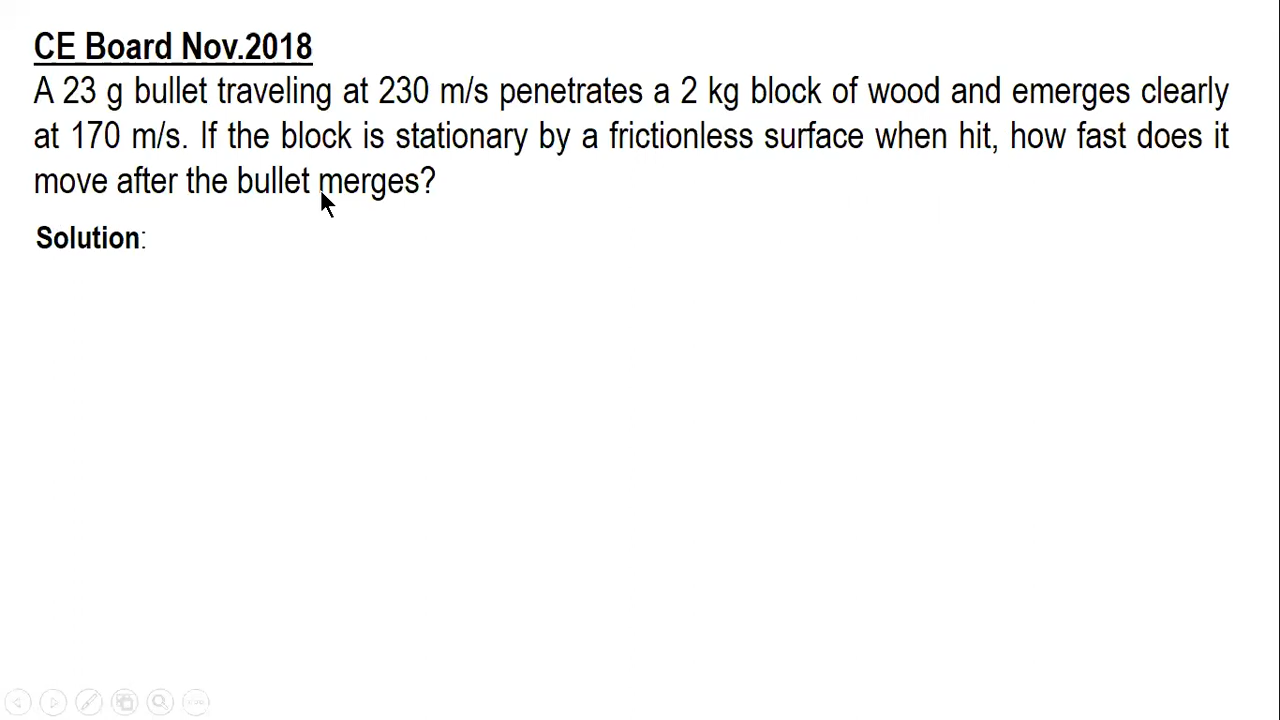 CE Board Nov.2018
A 23 g bullet traveling at 230 m/s penetrates a 2 kg block of wood and emerges clearly
at 170 m/s. If the block is stationary by a frictionless surface when hit, how fast does it
move after the bullet merges?
Solution: